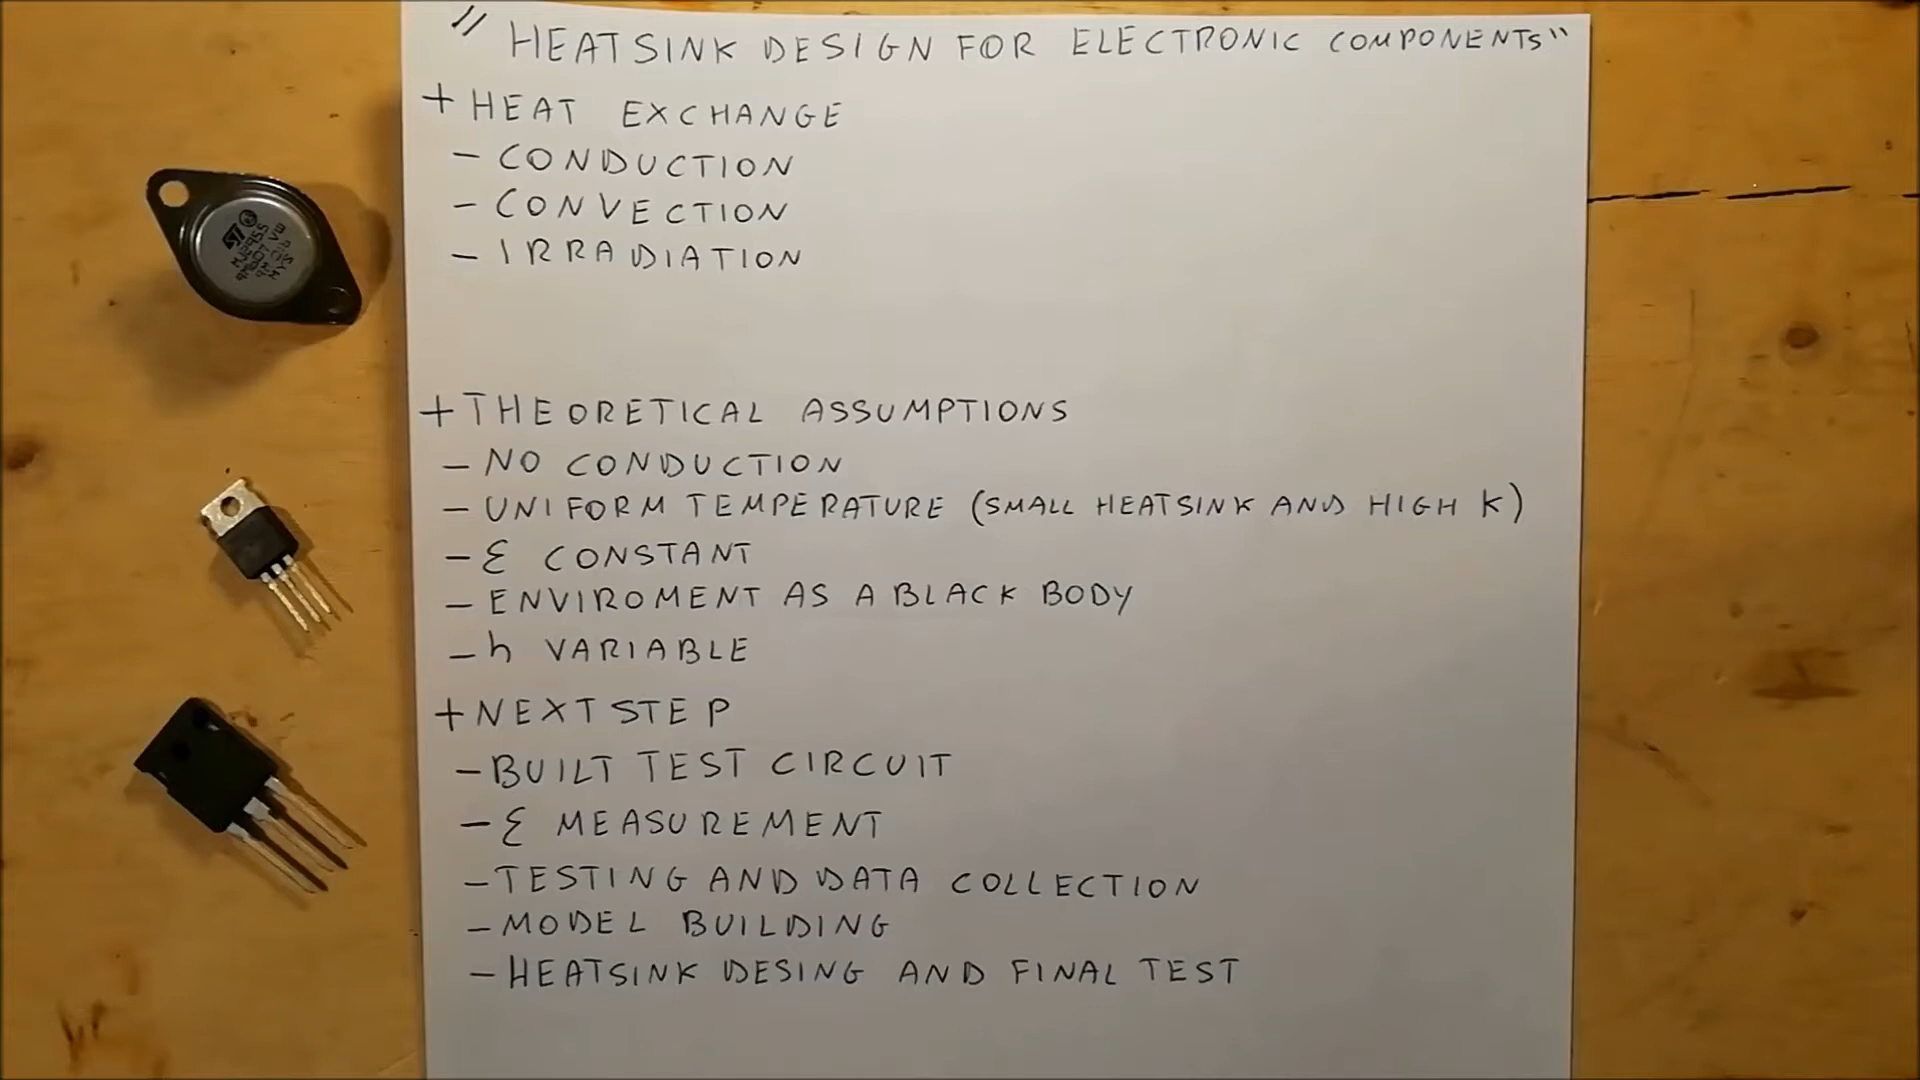 "HEATSINK DESIGN FOR ELECTRONIC COMPONENTS"
+ HEAT EXCHANGE
- CONDUCTION
- CONVECTION
- IRRADIATION
+ THEORETICAL ASSUMPTIONS
- NO CONDUCTION
- UNIFORM TEMPERATURE (SMALL HEATSINK AND HIGH K)
- ε CONSTANT
- ENVIROMENT AS A BLACK BODY
- h VARIABLE
+ NEXT STEP
- BUILT TEST CIRCUIT
- ε MEASUREMENT
- TESTING AND DATA COLLECTION
- MODEL BUILDING
- HEATSINK DESING AND FINAL TEST
ST
MJ2955